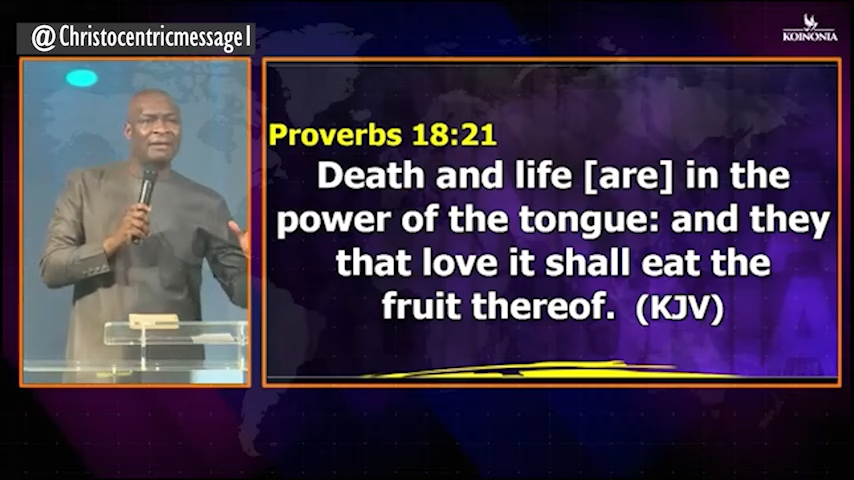 @Christocentricmessage1
KOINONIA
Proverbs 18:21
Death and life [are] in the
power of the tongue: and they
that love it shall eat the
fruit thereof. (KJV)